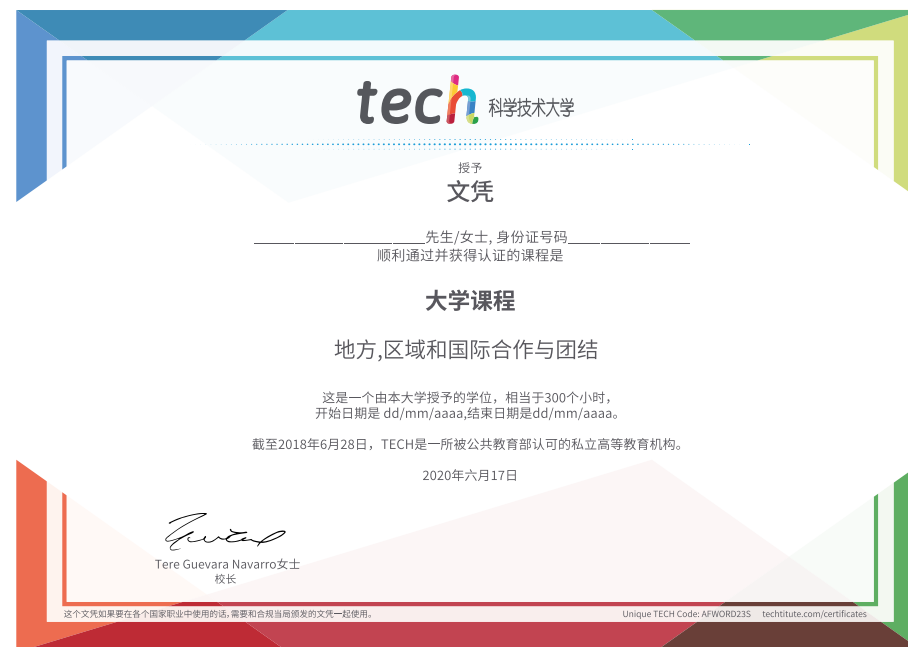 tech 科学技术大学
授予
文凭
先生/女士, 身份证号码
顺利通过并获得认证的课程是
大学课程
地方,区域和国际合作与团结
这是一个由本大学授予的学位，相当于300个小时，
开始日期是 dd/mm/aaaa,结束日期是dd/mm/aaaa。
截至2018年6月28日，TECH是一所被公共教育部认可的私立高等教育机构。
2020年六月17日
Tere Guevara Navarro女士
校长
这个文凭如果要在各个国家职业中使用的话,需要和合规当局颁发的文凭一起使用。
Unique TECH Code: AFWORD23S techtitute.com/certificates